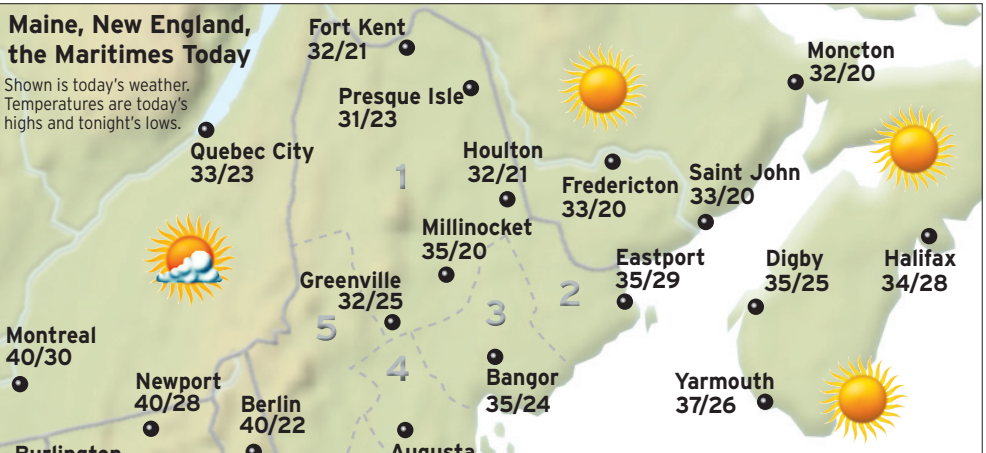 Maine, New England,
the Maritimes Today
Shown is today's weather.
Temperatures are today's
highs and tonight's lows.
Fort Kent
32/21
Moncton
32/20
Presque Isle
31/23
Quebec City
33/23
Houlton
32/21
1
Fredericton
33/20
Saint John
33/20
Millinocket
35/20
Eastport
35/29
Digby
35/25
Halifax
34/28
Greenville
32/25
2
3
5
Montreal
40/30
4
Bangor
35/24
Yarmouth
37/26
Newport
40/28
Berlin
40/22
Burlington
Augusta